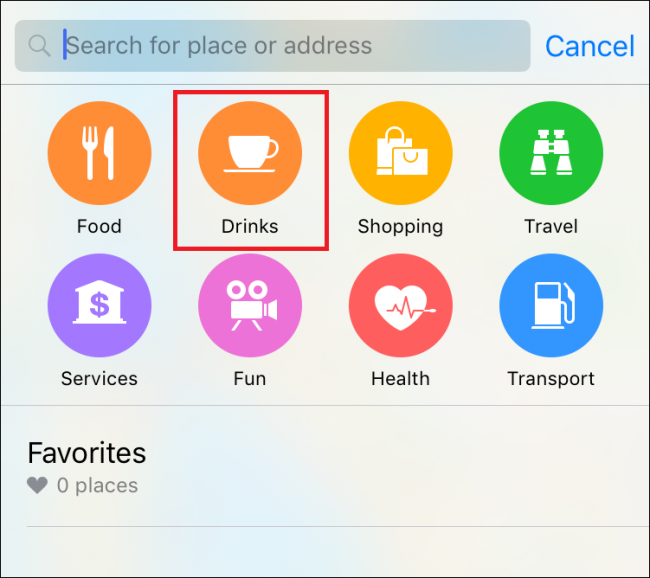 Search for place or address Cancel
Food Drinks Shopping Travel
$
Services Fun Health Transport
Favorites
0 places